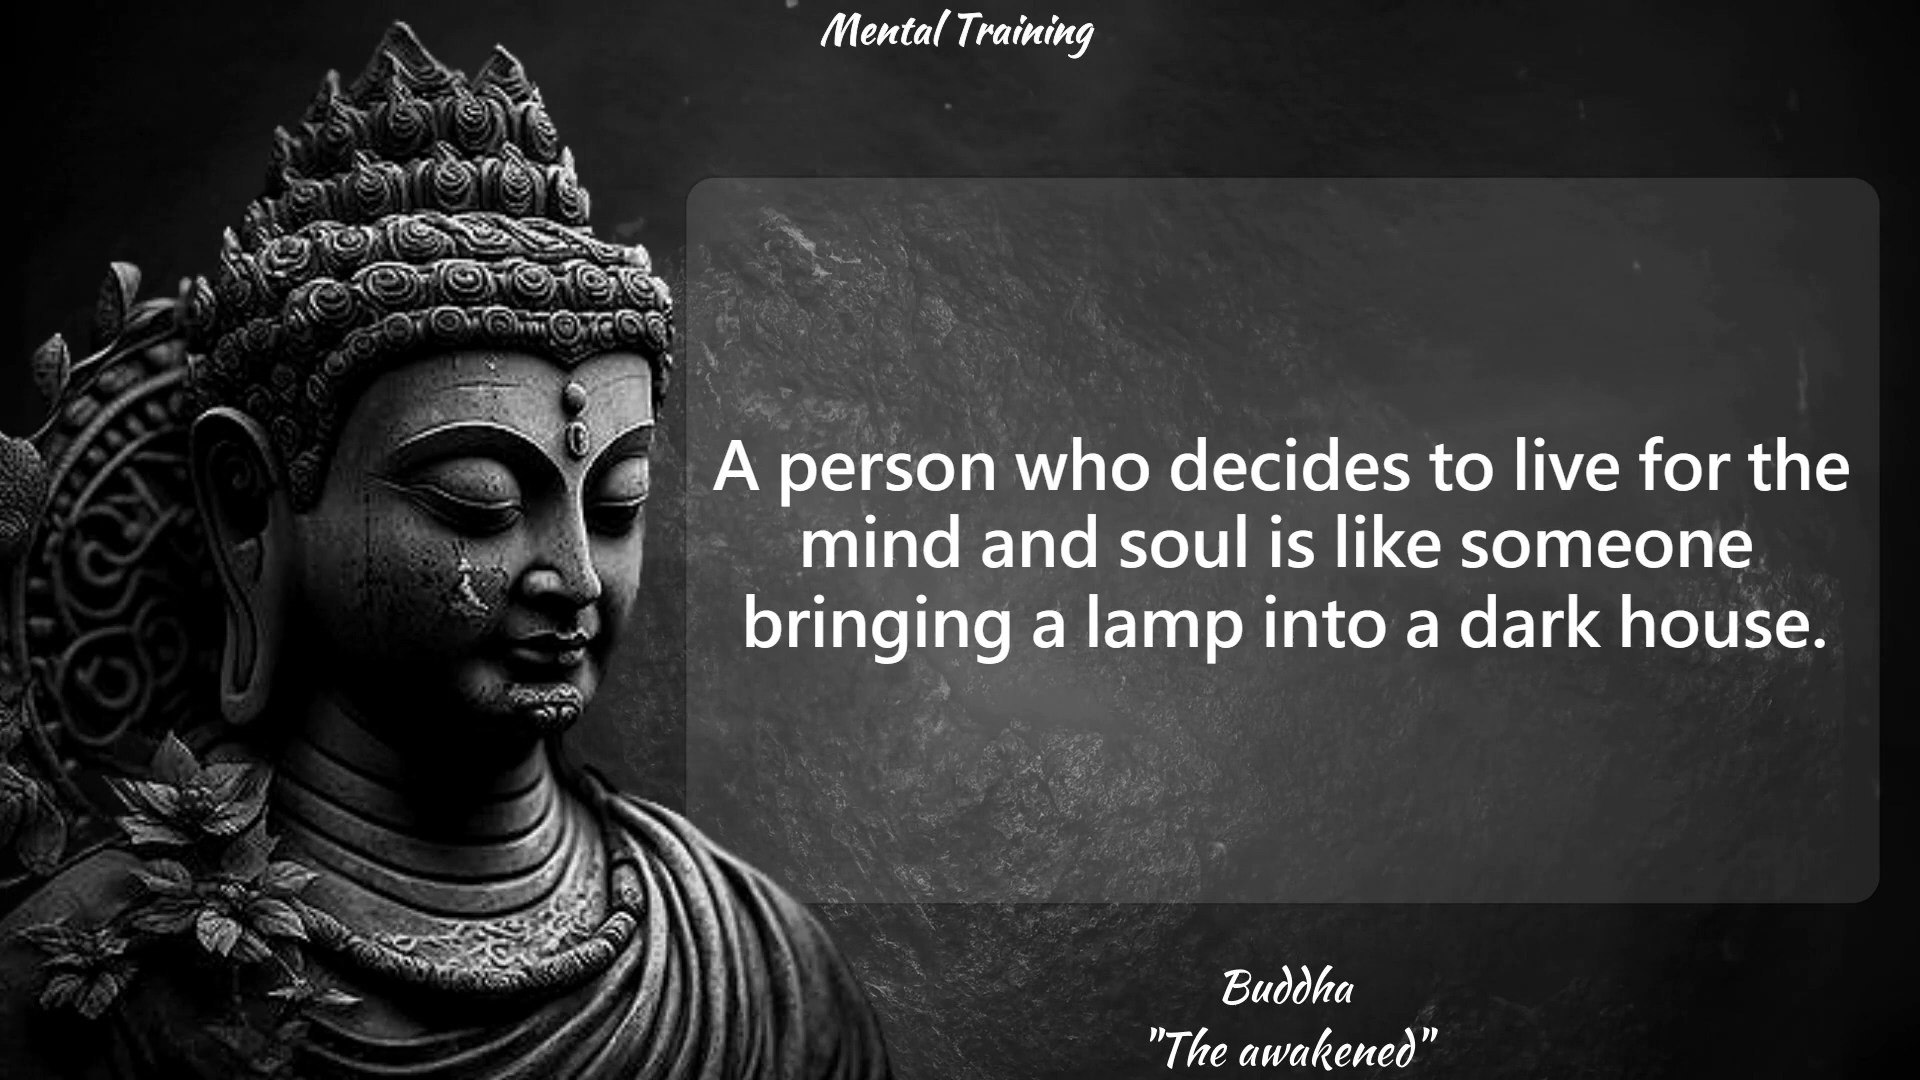 Mental Training
A person who decides to live for the
mind and soul is like someone
bringing a lamp into a dark house.
Buddha
"The awakened"